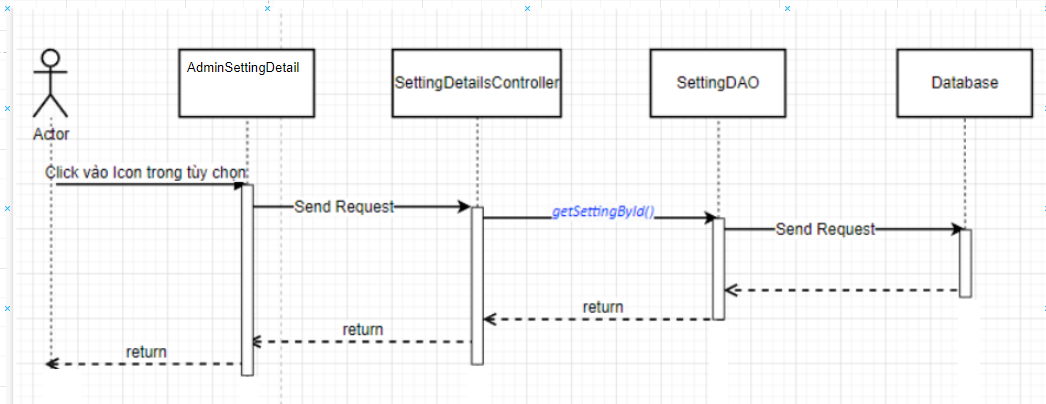 AdminSettingDetail
SettingDetailsController
SettingDAO
Database
Actor
Click vào Icon trong tùy chọn
Send Request
getSettingById()
Send Request
return
return
return